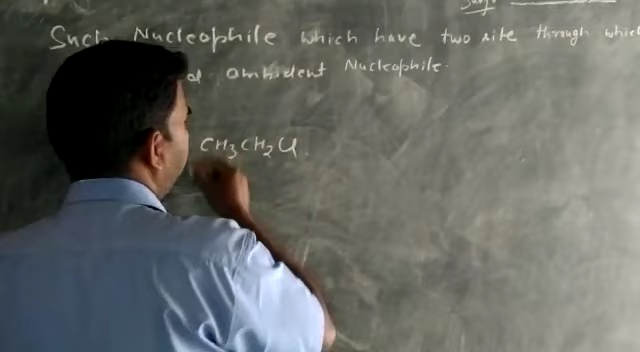 Such Nucleophile which have two site through which
ambident Nucleophile.
CH3CH2Cl.